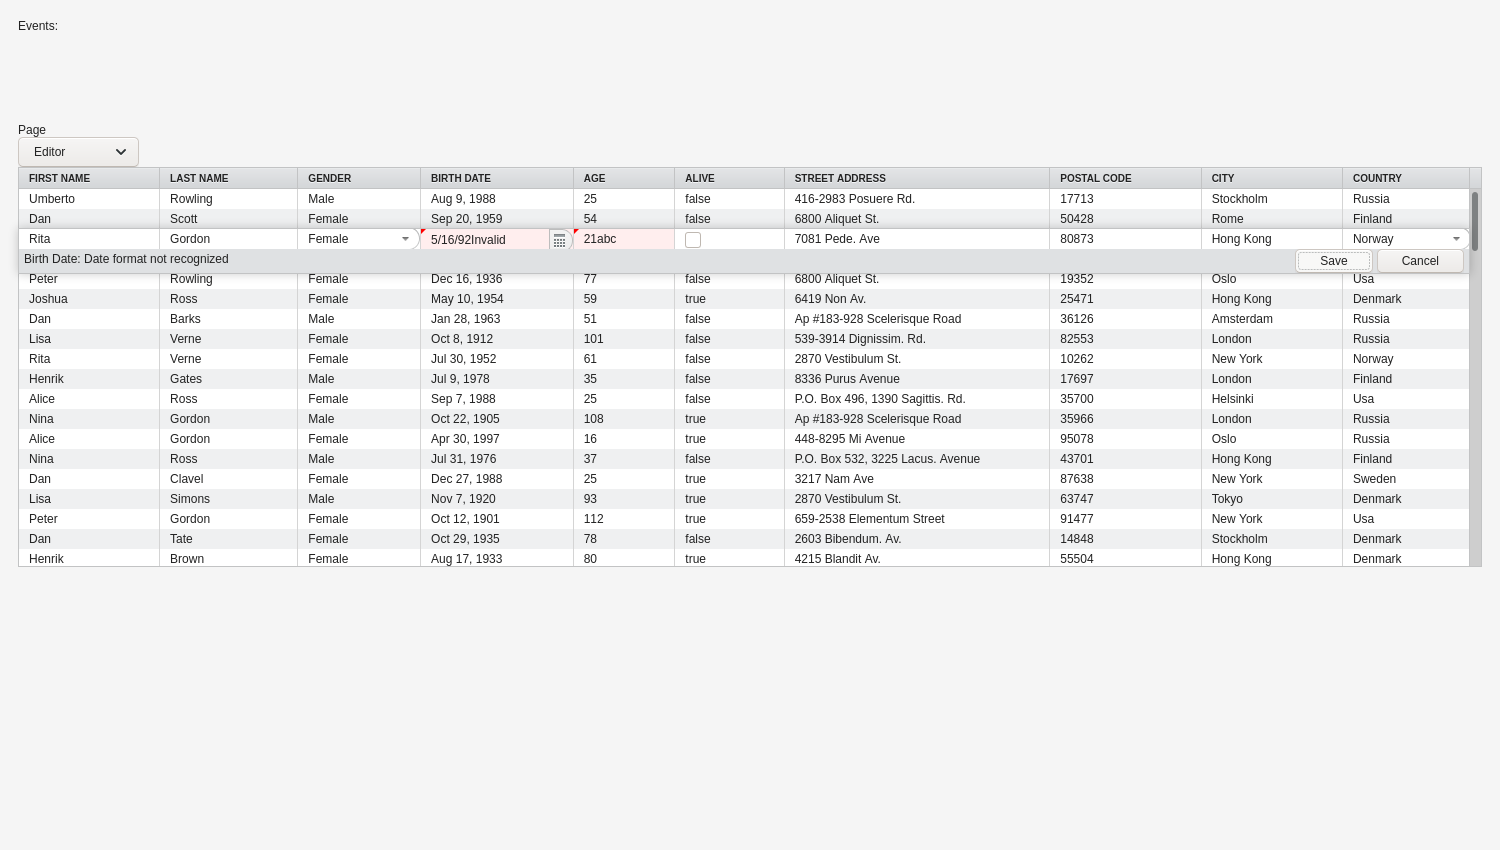 Events:
Page
Editor
FIRST NAME LAST NAME GENDER BIRTH DATE AGE ALIVE STREET ADDRESS POSTAL CODE CITY COUNTRY
Umberto Rowling Male Aug 9, 1988 25 false 416-2983 Posuere Rd. 17713 Stockholm Russia
Dan Scott Female Sep 20, 1959 54 false 6800 Aliquet St. 50428 Rome Finland
Rita Gordon Female 5/16/92Invalid 21abc 7081 Pede. Ave 80873 Hong Kong Norway
Birth Date: Date format not recognized Save Cancel
Peter Rowling Female Dec 16, 1936 77 false 6800 Aliquet St. 19352 Oslo Usa
Joshua Ross Female May 10, 1954 59 true 6419 Non Av. 25471 Hong Kong Denmark
Dan Barks Male Jan 28, 1963 51 false Ap #183-928 Scelerisque Road 36126 Amsterdam Russia
Lisa Verne Female Oct 8, 1912 101 false 539-3914 Dignissim. Rd. 82553 London Russia
Rita Verne Female Jul 30, 1952 61 false 2870 Vestibulum St. 10262 New York Norway
Henrik Gates Male Jul 9, 1978 35 false 8336 Purus Avenue 17697 London Finland
Alice Ross Female Sep 7, 1988 25 false P.O. Box 496, 1390 Sagittis. Rd. 35700 Helsinki Usa
Nina Gordon Male Oct 22, 1905 108 true Ap #183-928 Scelerisque Road 35966 London Russia
Alice Gordon Female Apr 30, 1997 16 true 448-8295 Mi Avenue 95078 Oslo Russia
Nina Ross Male Jul 31, 1976 37 false P.O. Box 532, 3225 Lacus. Avenue 43701 Hong Kong Finland
Dan Clavel Female Dec 27, 1988 25 true 3217 Nam Ave 87638 New York Sweden
Lisa Simons Male Nov 7, 1920 93 true 2870 Vestibulum St. 63747 Tokyo Denmark
Peter Gordon Female Oct 12, 1901 112 true 659-2538 Elementum Street 91477 New York Usa
Dan Tate Female Oct 29, 1935 78 false 2603 Bibendum. Av. 14848 Stockholm Denmark
Henrik Brown Female Aug 17, 1933 80 true 4215 Blandit Av. 55504 Hong Kong Denmark